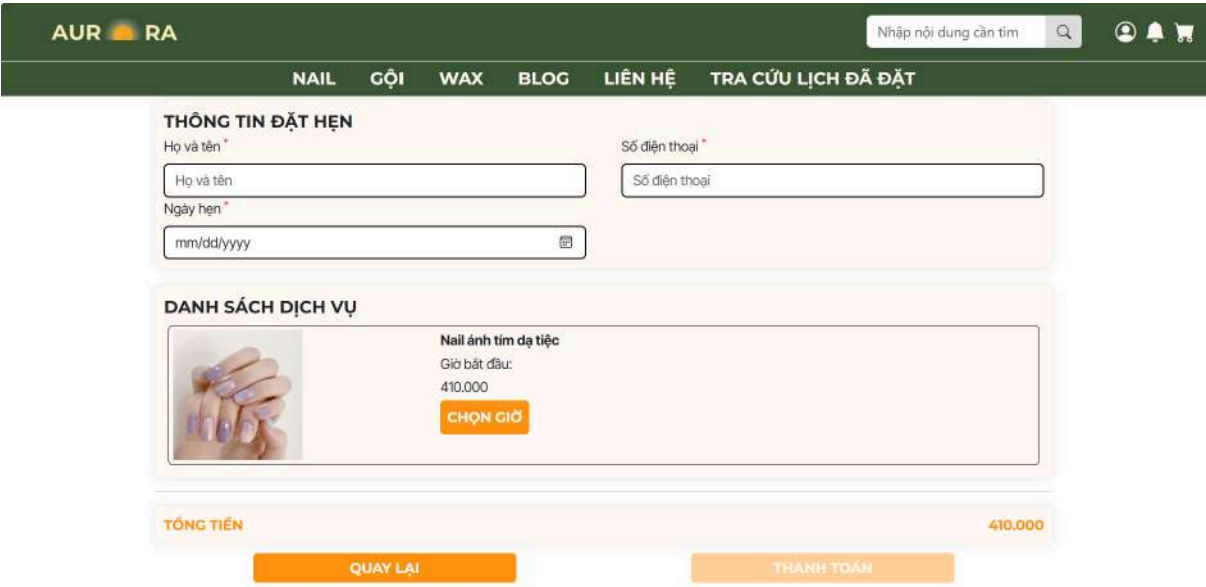 AUR RA
Nhập nội dung cần tìm
NAIL GỘI WAX BLOG LIÊN HỆ TRA CỨU LỊCH ĐÃ ĐẶT
THÔNG TIN ĐẶT HẸN
Họ và tên * Số điện thoại *
Họ và tên Số điện thoại
Ngày hẹn *
mm/dd/yyyy
DANH SÁCH DỊCH VỤ
Nail ánh tím dạ tiệc
Giờ bắt đầu:
410.000
CHỌN GIỜ
TỔNG TIỀN 410.000
QUAY LẠI THANH TOÁN